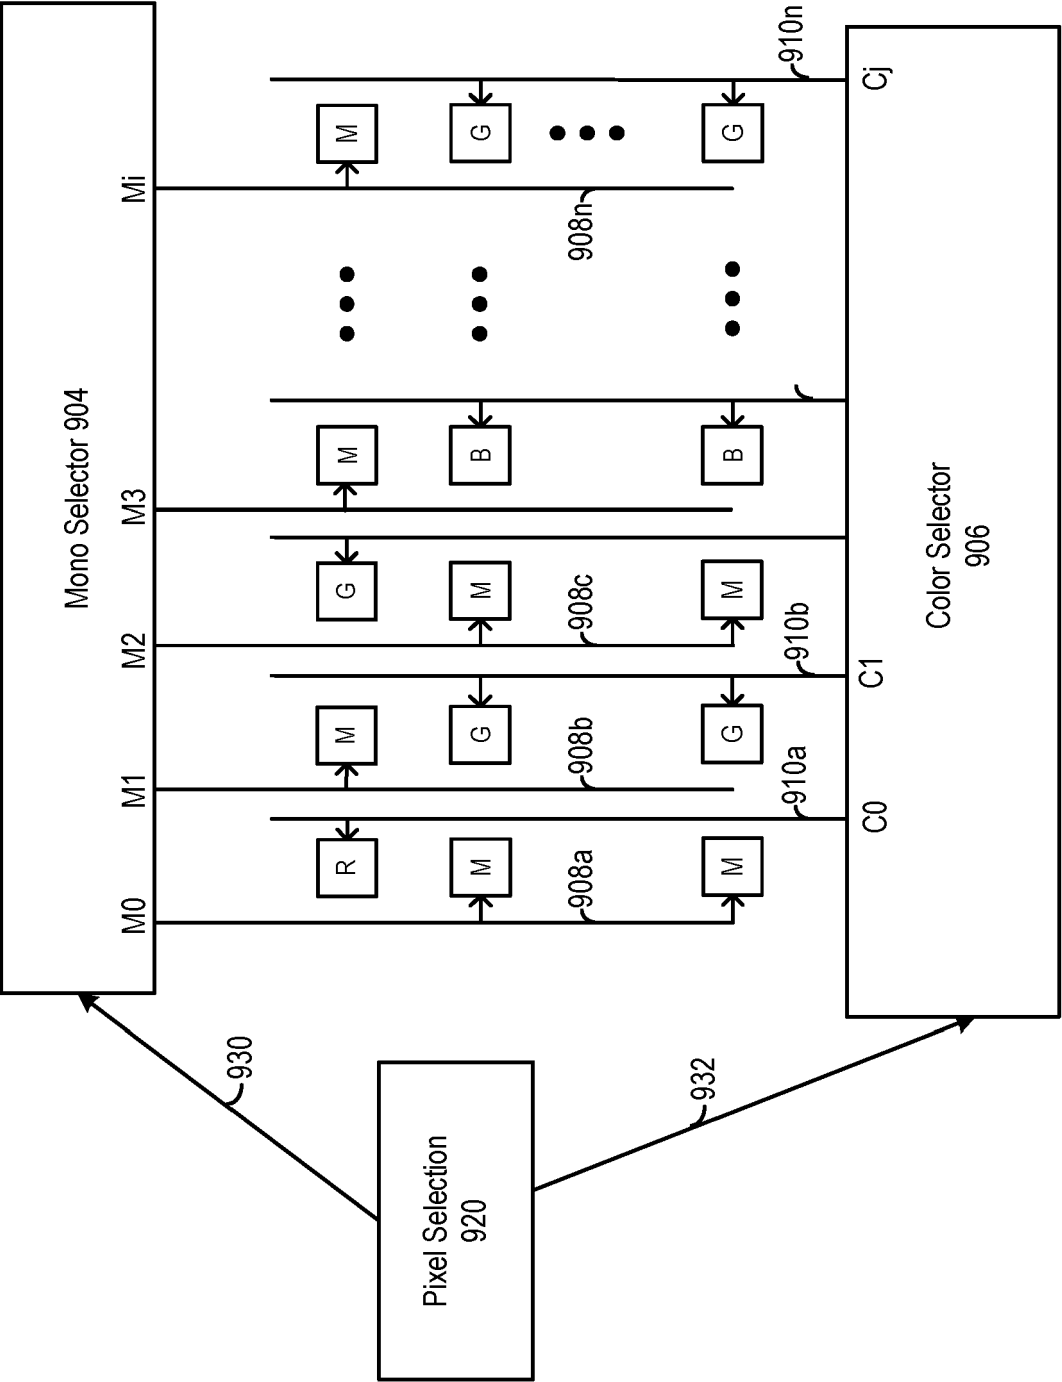 Mono Selector 904
M0 M1 M2 M3 Mi
930
R M G M M
Pixel Selection
920
M G M B G
908a 908b 908c 908n
932
M G M B G
910a 910b 910n
C0 C1 Cj
Color Selector
906